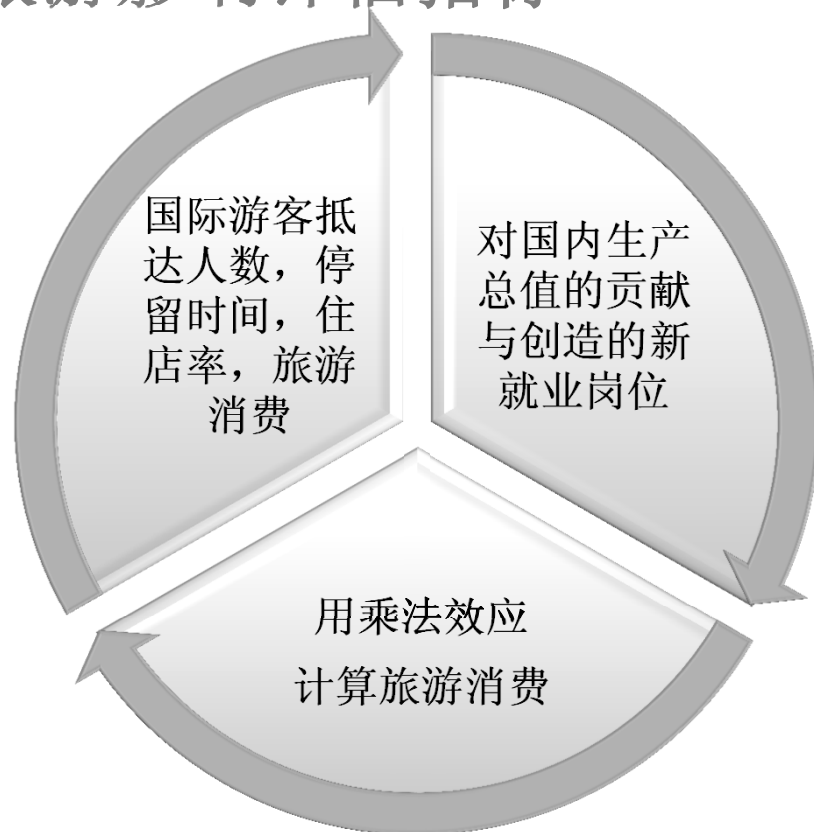 国际游客抵
达人数，停
留时间，住
店率，旅游
消费
对国内生产
总值的贡献
与创造的新
就业岗位
用乘法效应
计算旅游消费